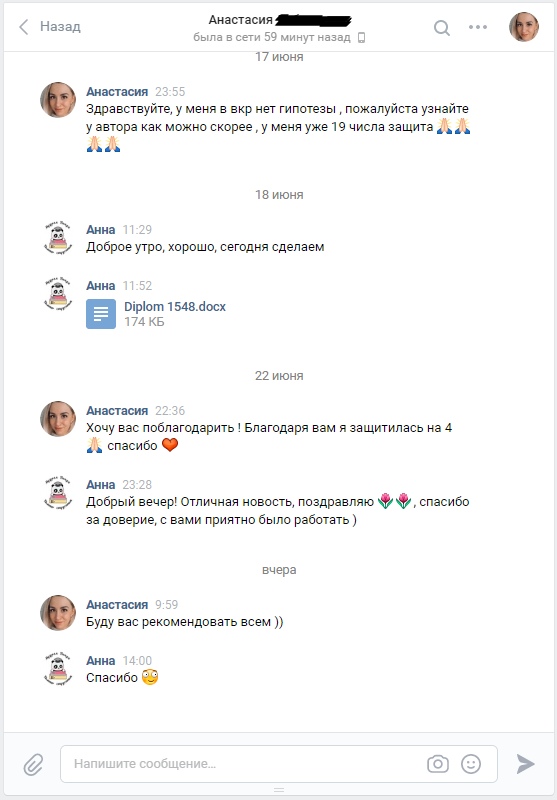 Назад
Анастасия
была в сети 59 минут назад
17 июня
Анастасия 23:55
Здравствуйте, у меня в вкр нет гипотезы , пожалуйста узнайте
у автора как можно скорее , у меня уже 19 числа защита 🙏🙏
🙏🙏
18 июня
Анна 11:29
Доброе утро, хорошо, сегодня сделаем
Анна 11:52
Diplom 1548.docx
174 КБ
22 июня
Анастасия 22:36
Хочу вас поблагодарить ! Благодаря вам я защитилась на 4
🙏 спасибо ❤
Анна 23:28
Добрый вечер! Отличная новость, поздравляю 🌷🌷 , спасибо
за доверие, с вами приятно было работать )
вчера
Анастасия 9:59
Буду вас рекомендовать всем ))
Анна 14:00
Спасибо 😳
Напишите сообщение...